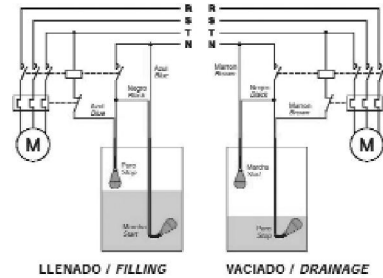 R
S
T
N
Azul
Blue
Negro
Black
Azul
Blue
M
Paro
Stop
Marcha
Start
Marron
Brown
Negro
Black
Marron
Brown
M
Marcha
Start
Paro
Stop
LLENADO / FILLING
VACIADO / DRAINAGE